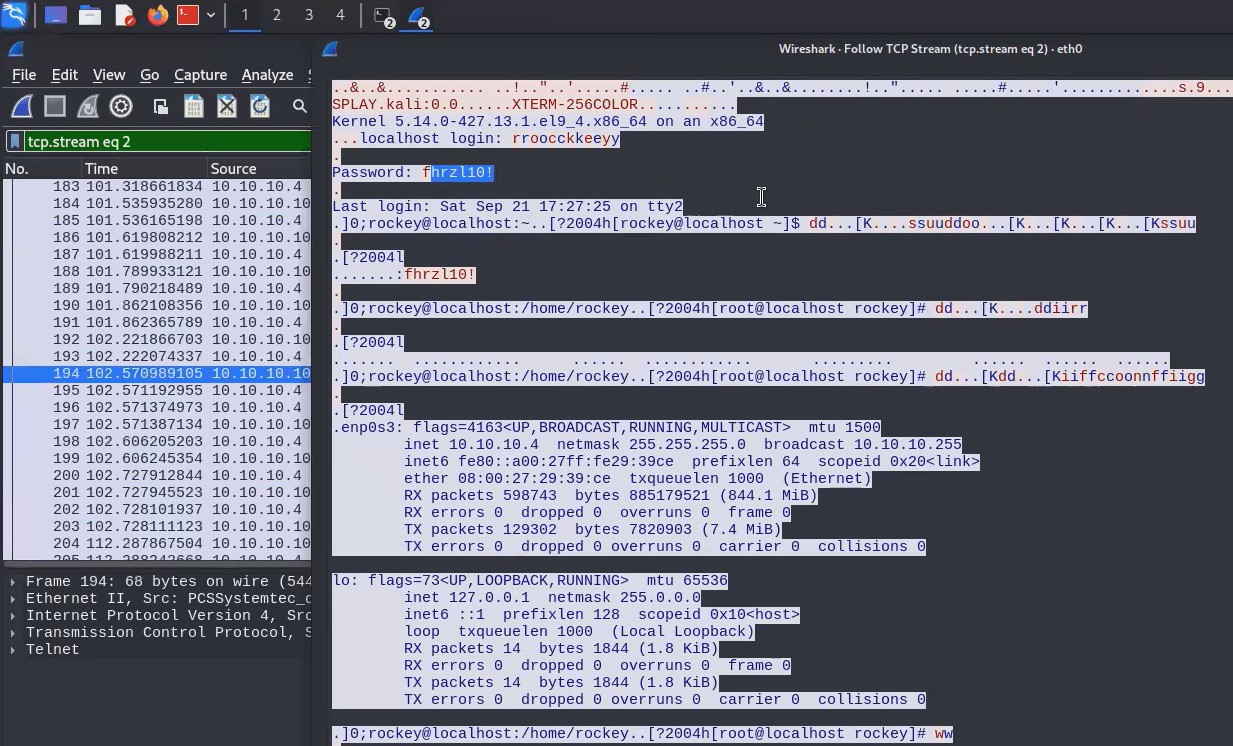 1 2 3 4 2 2
Wireshark · Follow TCP Stream (tcp.stream eq 2) · eth0
File Edit View Go Capture Analyze
tcp.stream eq 2
No. Time Source
183 101.318661834 10.10.10.4
184 101.535935280 10.10.10.10
185 101.536165198 10.10.10.4
186 101.619808212 10.10.10.10
187 101.619988211 10.10.10.4
188 101.789933121 10.10.10.10
189 101.790218489 10.10.10.4
190 101.862108356 10.10.10.10
191 101.862365789 10.10.10.4
192 102.221866703 10.10.10.10
193 102.222074337 10.10.10.4
194 102.570989105 10.10.10.10
195 102.571192955 10.10.10.4
196 102.571374973 10.10.10.4
197 102.571387134 10.10.10.10
198 102.606205203 10.10.10.4
199 102.606245354 10.10.10.10
200 102.727912844 10.10.10.4
201 102.727945523 10.10.10.10
202 102.728101937 10.10.10.4
203 102.728111123 10.10.10.10
204 112.287867504 10.10.10.10
205 112.288242668 10.10.10.4
Frame 194: 68 bytes on wire (544
Ethernet II, Src: PCSSystemtec_
Internet Protocol Version 4, Src
Transmission Control Protocol, S
Telnet
..&..&........... ..!.."..'.....#..... ..#..'..&..&........!.."..... .....#.....'.............s.9...
SPLAY.kali:0.0......XTERM-256COLOR...........
Kernel 5.14.0-427.13.1.el9_4.x86_64 on an x86_64
...localhost login: rroocckkeeyy
.
Password: fhrzl10!
.
Last login: Sat Sep 21 17:27:25 on tty2
.]0;rockey@localhost:~..[?2004h[rockey@localhost ~]$ dd...[K....ssuuddoo...[K...[K...[K...[Kssuu
.
.[?2004l
.......:fhrzl10!
.
.]0;rockey@localhost:/home/rockey..[?2004h[root@localhost rockey]# dd...[K....ddiirr
.
.[?2004l
....... ............ ...... ............ ......... ...... ...... ......
.]0;rockey@localhost:/home/rockey..[?2004h[root@localhost rockey]# dd...[Kdd...[Kiiffccoonnffiigg
.
.[?2004l
.enp0s3: flags=4163<UP,BROADCAST,RUNNING,MULTICAST> mtu 1500
inet 10.10.10.4 netmask 255.255.255.0 broadcast 10.10.10.255
inet6 fe80::a00:27ff:fe29:39ce prefixlen 64 scopeid 0x20<link>
ether 08:00:27:29:39:ce txqueuelen 1000 (Ethernet)
RX packets 598743 bytes 885179521 (844.1 MiB)
RX errors 0 dropped 0 overruns 0 frame 0
TX packets 129302 bytes 7820903 (7.4 MiB)
TX errors 0 dropped 0 overruns 0 carrier 0 collisions 0
lo: flags=73<UP,LOOPBACK,RUNNING> mtu 65536
inet 127.0.0.1 netmask 255.0.0.0
inet6 ::1 prefixlen 128 scopeid 0x10<host>
loop txqueuelen 1000 (Local Loopback)
RX packets 14 bytes 1844 (1.8 KiB)
RX errors 0 dropped 0 overruns 0 frame 0
TX packets 14 bytes 1844 (1.8 KiB)
TX errors 0 dropped 0 overruns 0 carrier 0 collisions 0
.]0;rockey@localhost:/home/rockey..[?2004h[root@localhost rockey]# ww